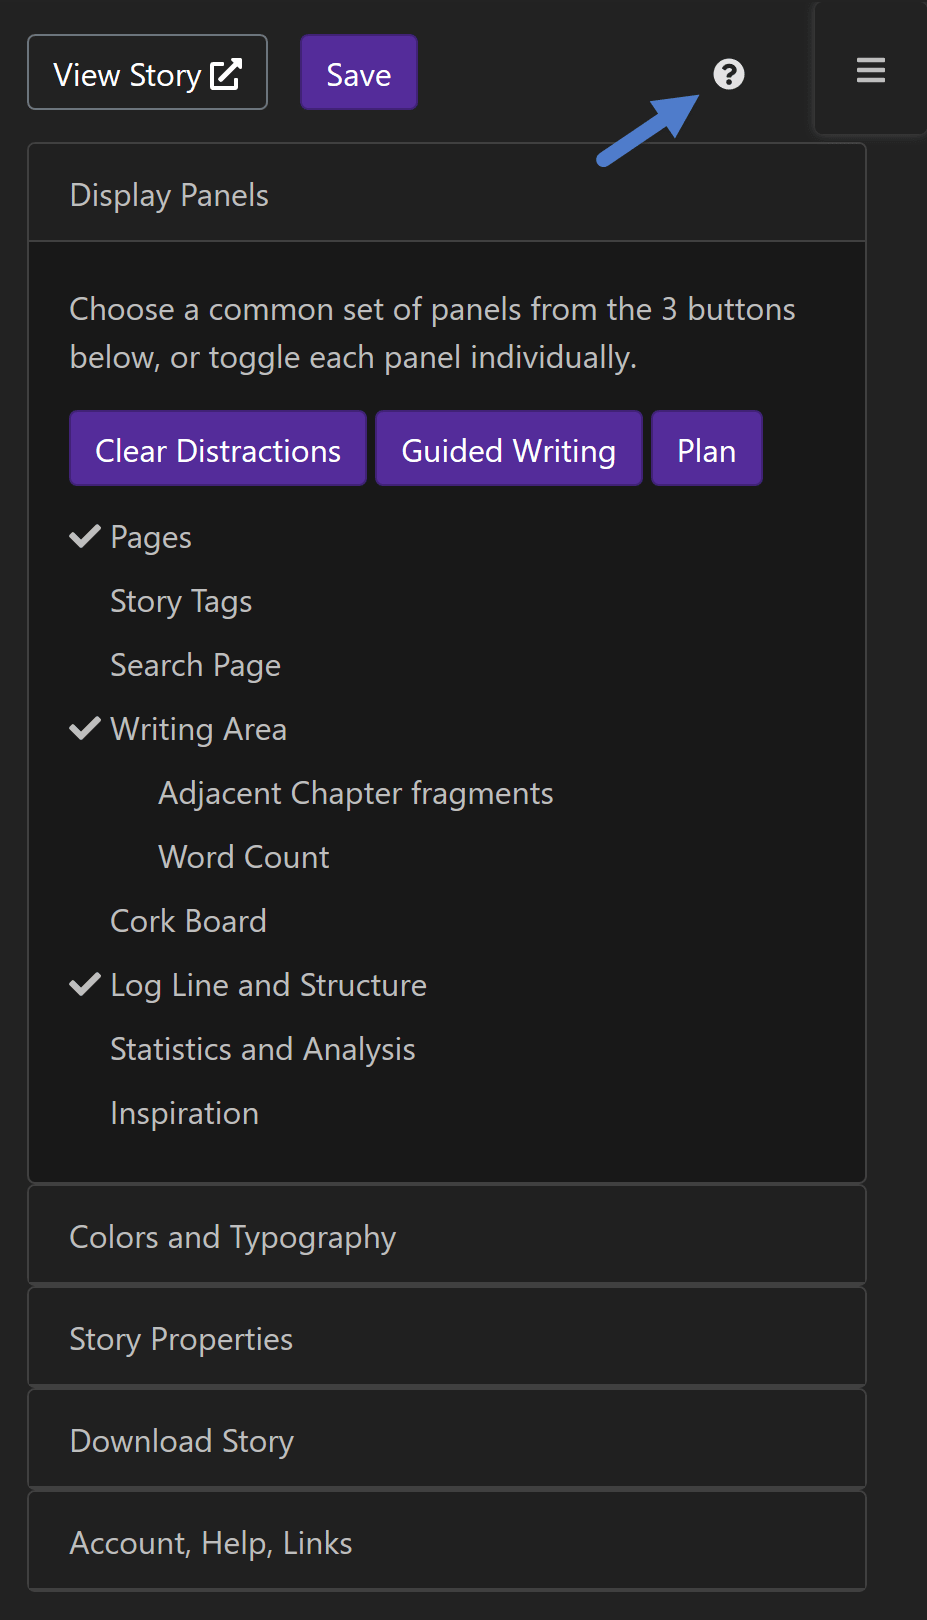 View Story
Save
?
Display Panels
Choose a common set of panels from the 3 buttons
below, or toggle each panel individually.
Clear Distractions
Guided Writing
Plan
Pages
Story Tags
Search Page
Writing Area
Adjacent Chapter fragments
Word Count
Cork Board
Log Line and Structure
Statistics and Analysis
Inspiration
Colors and Typography
Story Properties
Download Story
Account, Help, Links